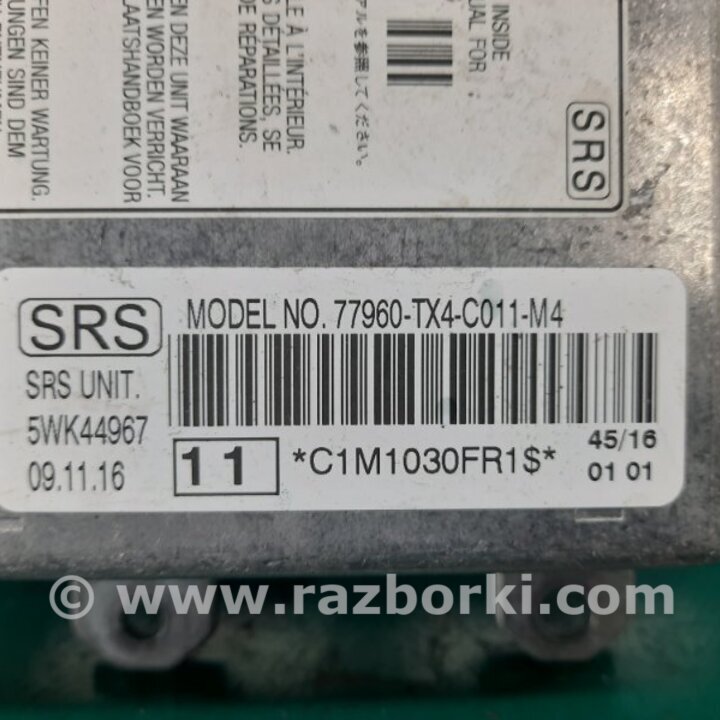 INSIDE
UAL FOR
SRS
アルを参照してください。
LE À L'INTÉRIEUR.
S DÉTAILLÉES, SE
DE RÉPARATIONS.
EN DEZE UNIT WAARAAN
EN WORDEN VERRICHT.
LAATSHANDBOEK VOOR
FEN KEINER WARTUNG.
UNGEN SIND DEM
SRS
MODEL NO. 77960-TX4-C011-M4
SRS UNIT.
5WK44967
09.11.16
11
*C1M1030FR1$*
45/16
01 01
© www.razborki.com